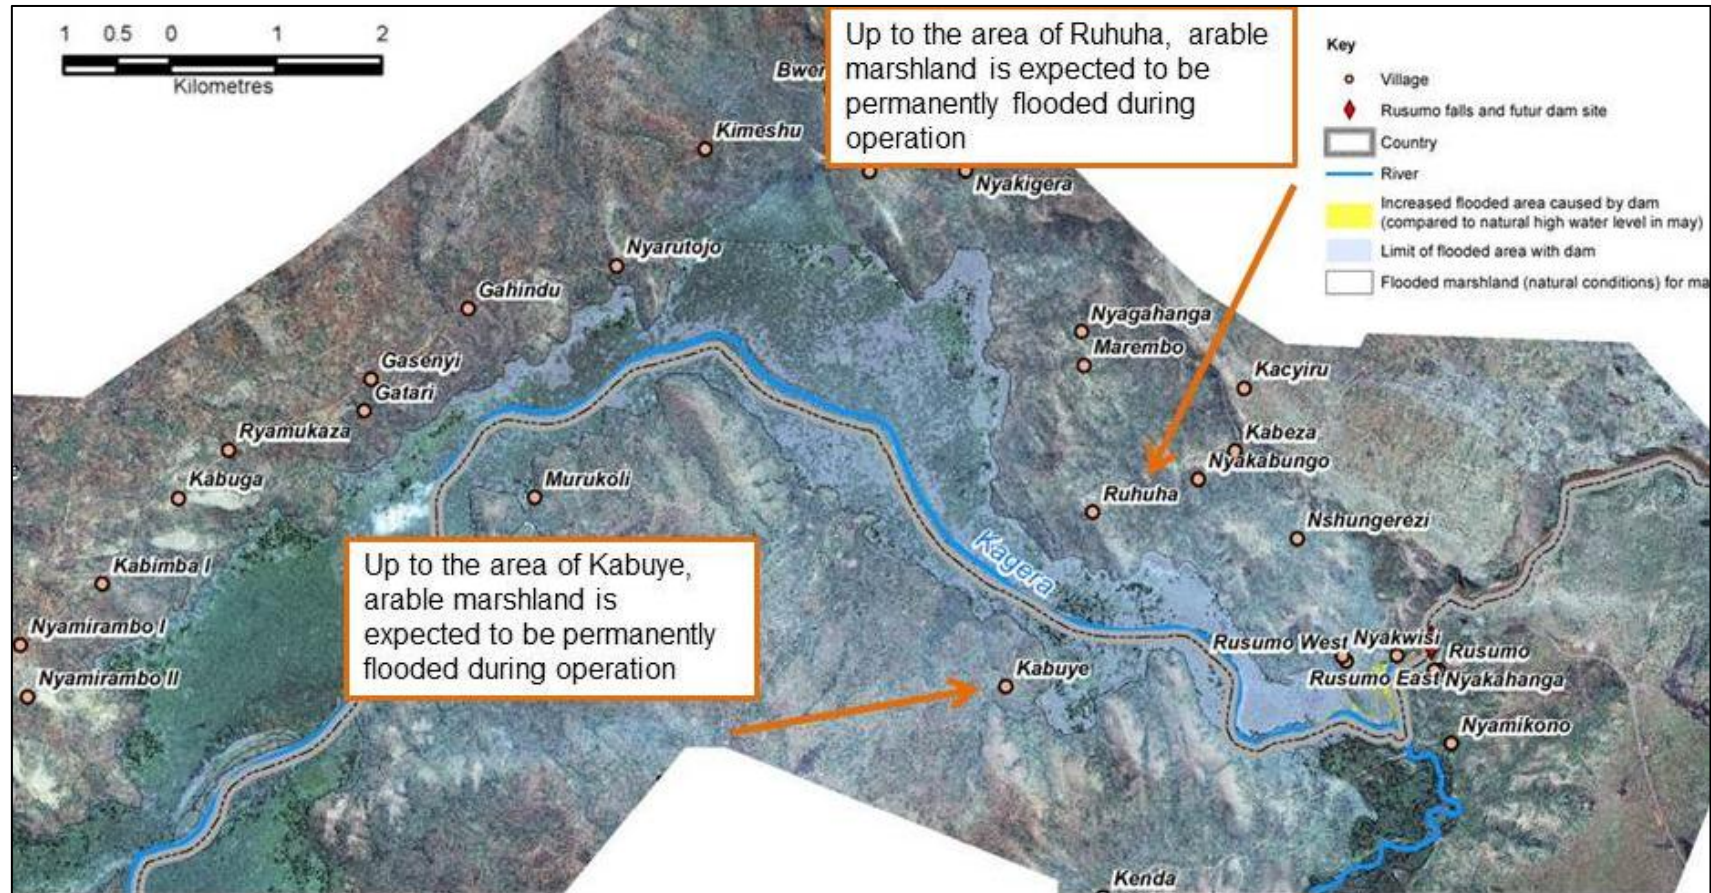 1 0.5 0 1 2
Kilometres
Up to the area of Ruhuha, arable
marshland is expected to be
permanently flooded during
operation
Key
Village
Rusumo falls and futur dam site
Country
River
Increased flooded area caused by dam
(compared to natural high water level in may)
Limit of flooded area with dam
Flooded marshland (natural conditions) for ma
Kimeshu
Nyakigera
Nyarutojo
Gahindu
Nyagahanga
Marembo
Gasenyi
Kacyiru
Gatari
Ryamukaza
Kabeza
Nyakabungo
Kabuga
Murukoli
Ruhuha
Nshungerezi
Kagera
Up to the area of Kabuye,
arable marshland is
expected to be permanently
flooded during operation
Kabimba I
Nyamirambo I
Nyamirambo II
Rusumo West Nyakwisi
Rusumo
Kabuye
Rusumo East Nyakahanga
Nyamikono
Kenda